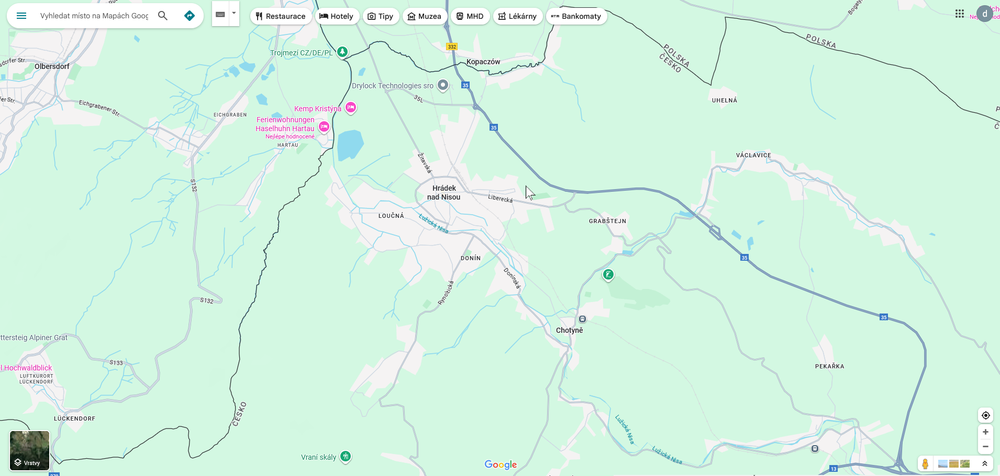 Vyhledat místo na Mapách Goog
Restaurace
Hotely
Tipy
Muzea
MHD
Lékárny
Bankomaty
d
POLSKA
POLSKA
ČESKO
Trojmezí CZ/DE/PL
332
Kopaczów
Olbersdorf
Drylock Technologies sro
35
35L
UHELNÁ
Eichgrabener Str.
EICHGRABEN
Kemp Kristýna
Ferienwohnungen
Haselhuhn Hartau
Nejlépe hodnocené
HARTAU
35
VÁCLAVICE
Žitavská
S132
Hrádek
nad Nisou
Liberecká
LOUČNÁ
Lužická Nisa
GRABŠTEJN
DONÍN
35
Donínská
Rynoltická
S132
35
Chotyně
ttersteig Alpiner Grat
S133
l Hochwaldblick
LUFTKURORT
LÜCKENDORF
PEKAŘKA
ČESKO
LÜCKENDORF
Lužická Nisa
Lužická Nisa
Vraní skály
Vrstvy
Google
13